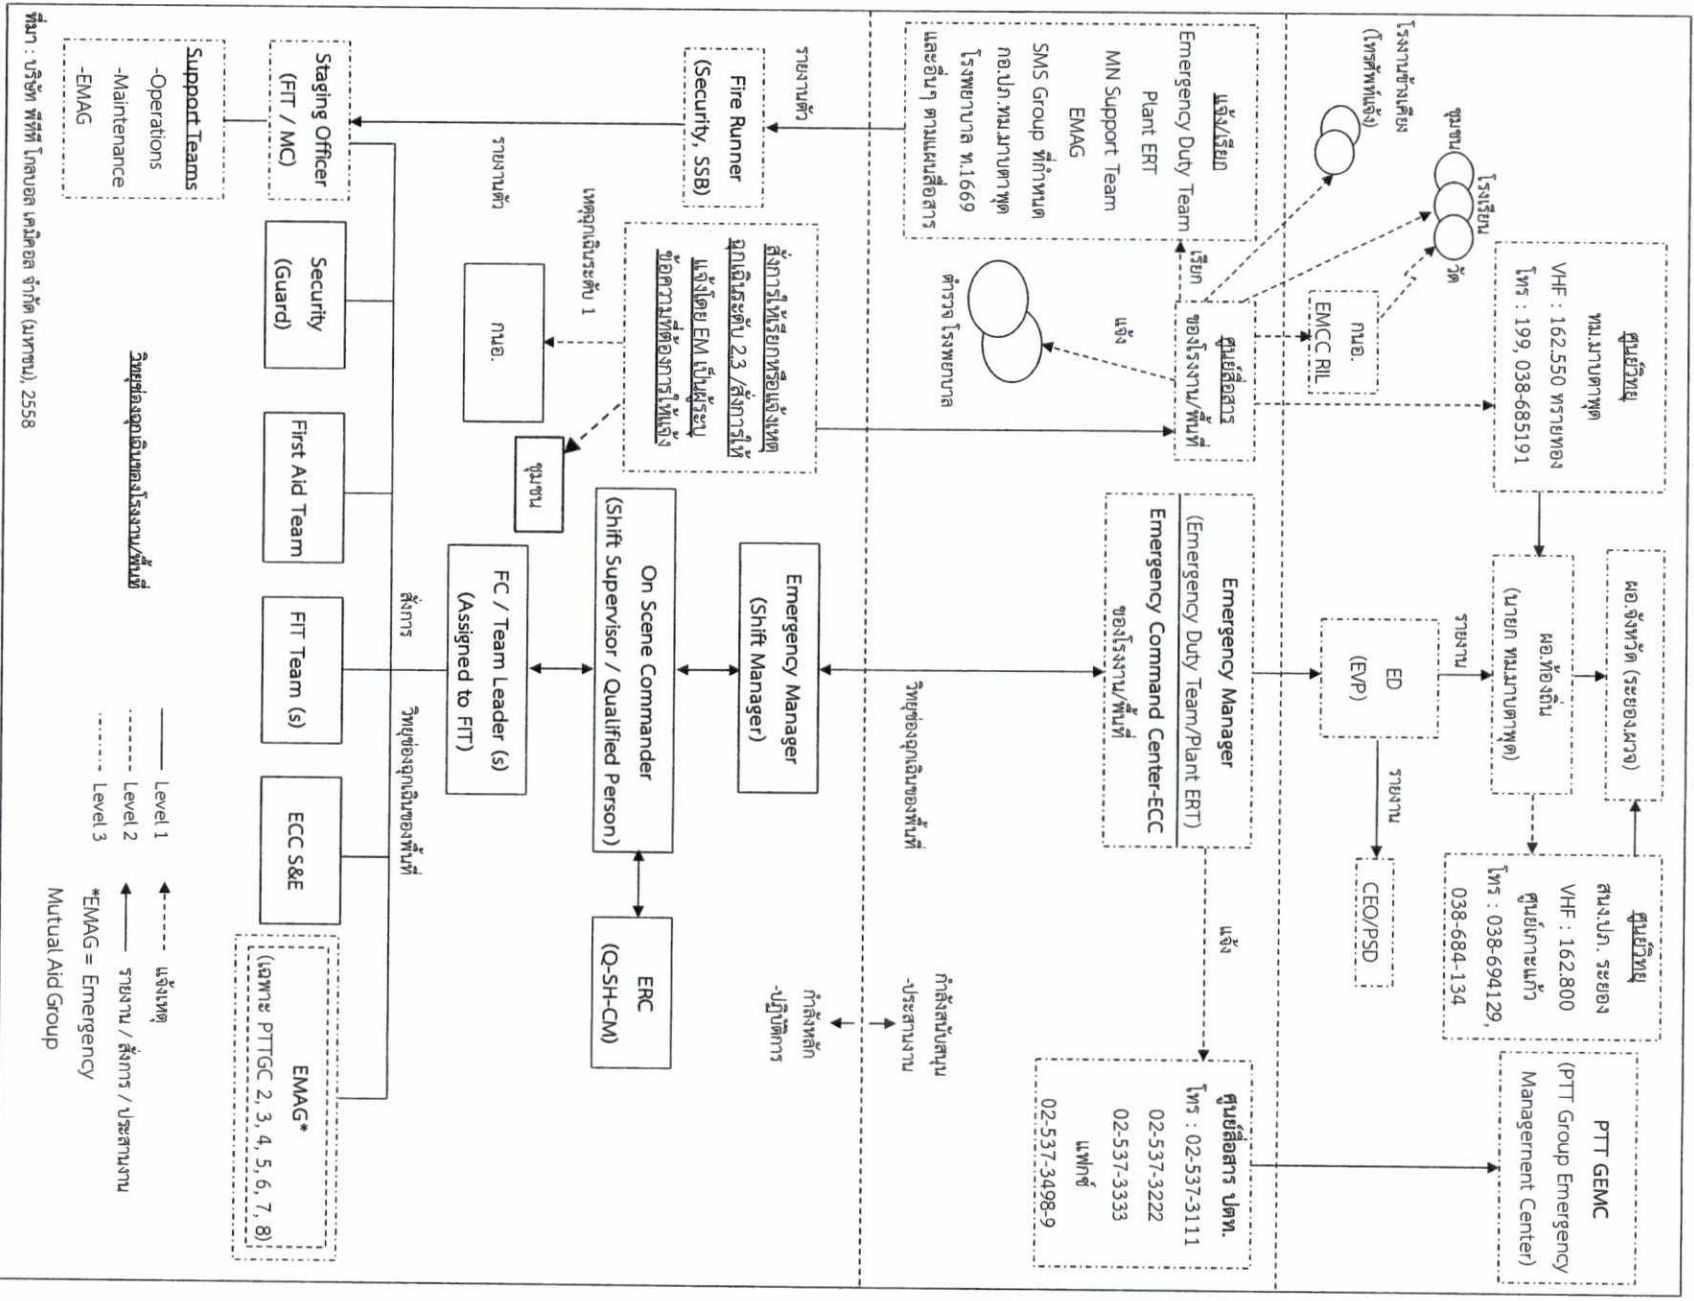 ศูนย์วิทยุ
ทม.มาบตาพุด
VHF : 162.550 ทรายทอง
โทร : 199, 038-685191
ผอ.จังหวัด (ระยอง.ผวจ)
ผอ.ท้องถิ่น
(นายก ทม.มาบตาพุด)
ศูนย์วิทยุ
สนง.ปภ. ระยอง
VHF : 162.800
ศูนย์เกาะแก้ว
โทร : 038-694129,
038-684-134
PTT GEMC
(PTT Group Emergency
Management Center)
โรงงานข้างเคียง
(โทรศัพท์แจ้ง)
ชุมชน
โรงเรียน
วัด
กนอ.
EMCC RIL
รายงาน
ED
(EVP)
รายงาน
CEO/PSD
แจ้ง/เรียก
Emergency Duty Team
Plant ERT
MN Support Team
EMAG
SMS Group ที่กำหนด
กอ.ปภ.ทม.มาบตาพุด
โรงพยาบาล ท.1669
และอื่นๆ ตามแผนสื่อสาร
เรียก
ศูนย์สื่อสาร
ของโรงงาน/พื้นที่
แจ้ง
ตำรวจ โรงพยาบาล
Emergency Manager
(Emergency Duty Team/Plant ERT)
Emergency Command Center-ECC
ของโรงงาน/พื้นที่
แจ้ง
ศูนย์สื่อสาร ปตท.
โทร : 02-537-3111
02-537-3222
02-537-3333
แฟกซ์
02-537-3498-9
วิทยุช่องฉุกเฉินของพื้นที่
กำลังสนับสนุน
-ประสานงาน
กำลังหลัก
-ปฏิบัติการ
รายงานตัว
Fire Runner
(Security, SSB)
สั่งการให้เรียกหรือแจ้งเหตุ
ฉุกเฉินระดับ 2,3 /สั่งการให้
แจ้งโดย EM เป็นผู้ระบุ
ข้อความที่ต้องการให้แจ้ง
Emergency Manager
(Shift Manager)
เหตุฉุกเฉินระดับ 1
กนอ.
ชุมชน
On Scene Commander
(Shift Supervisor / Qualified Person)
ERC
(Q-SH-CM)
รายงานตัว
FC / Team Leader (s)
(Assigned to FIT)
สั่งการ
วิทยุช่องฉุกเฉินของพื้นที่
Staging Officer
(FIT / MC)
Security
(Guard)
First Aid Team
FIT Team (s)
ECC S&E
EMAG*
(เฉพาะ PTTGC 2, 3, 4, 5, 6, 7, 8)
Support Teams
-Operations
-Maintenance
-EMAG
วิทยุช่องฉุกเฉินของโรงงาน/พื้นที่
Level 1
Level 2
Level 3
แจ้งเหตุ
รายงาน / สั่งการ / ประสานงาน
*EMAG = Emergency
Mutual Aid Group
ที่มา : บริษัท พีทีที โกลบอล เคมิคอล จำกัด (มหาชน), 2558